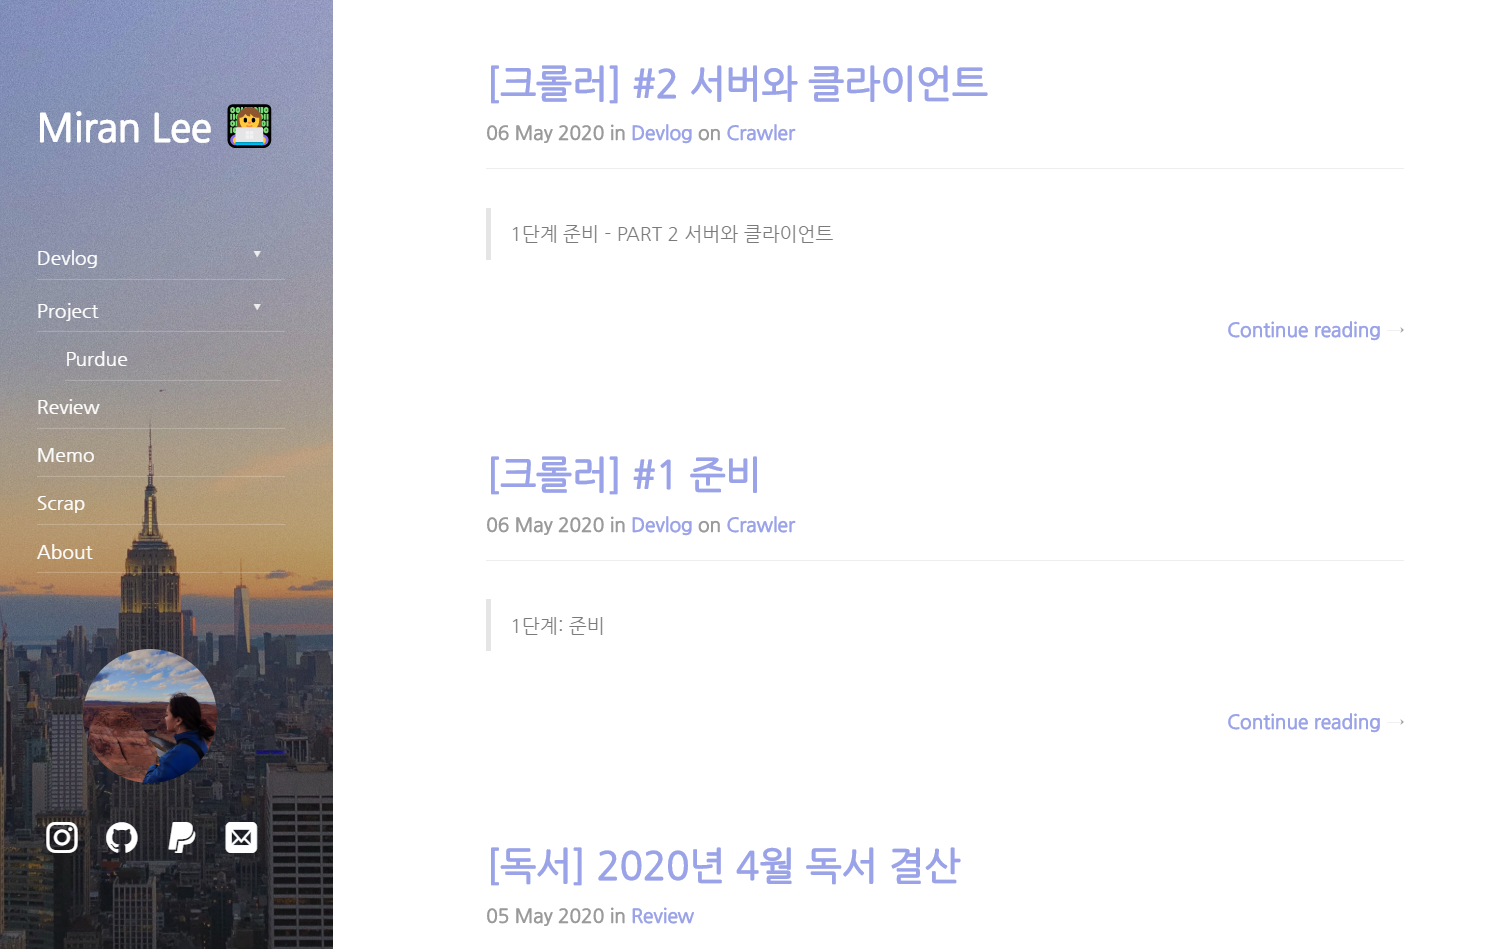 Miran Lee
Devlog
Project
Purdue
Review
Memo
Scrap
About
[크롤러] #2 서버와 클라이언트
06 May 2020 in Devlog on Crawler
1단계 준비 - PART 2 서버와 클라이언트
Continue reading →
[크롤러] #1 준비
06 May 2020 in Devlog on Crawler
1단계: 준비
Continue reading →
[독서] 2020년 4월 독서 결산
05 May 2020 in Review